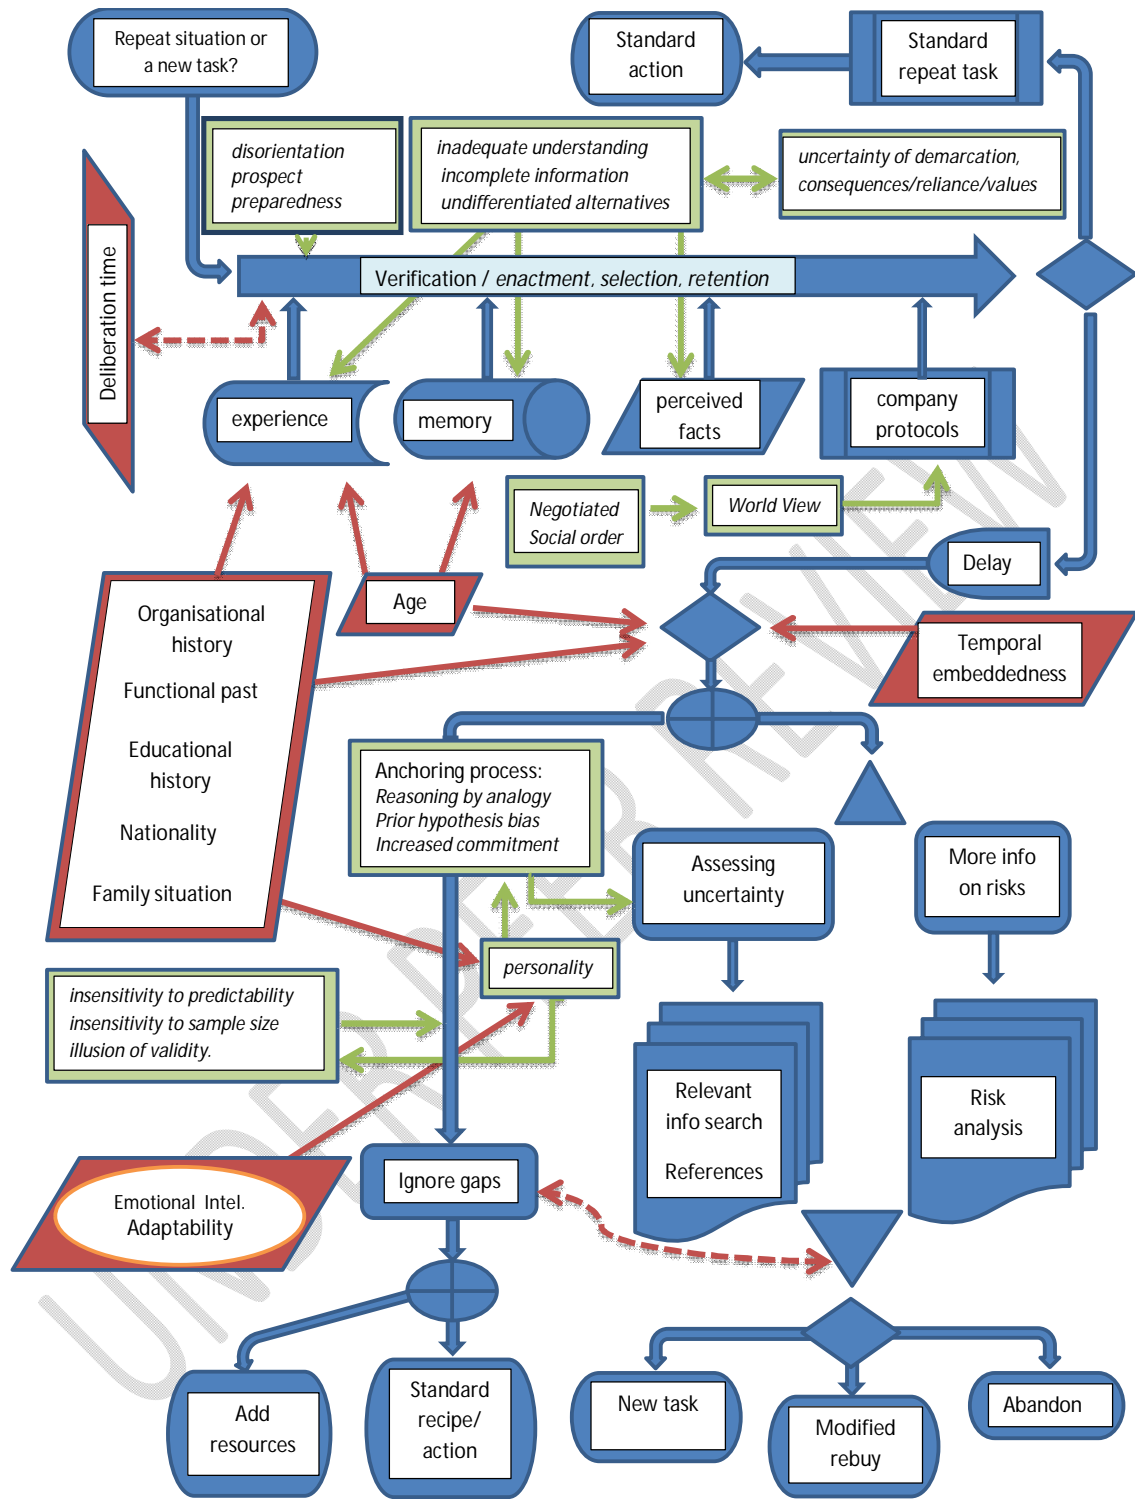 Repeat situation or
a new task?
Standard
action
Standard
repeat task
disorientation
prospect
preparedness
inadequate understanding
incomplete information
undifferentiated alternatives
uncertainty of demarcation,
consequences/reliance/values
Deliberation time
Verification / enactment, selection, retention
experience
memory
perceived
facts
company
protocols
Negotiated
Social order
World View
Delay
Organisational
history
Functional past
Educational
history
Nationality
Family situation
Age
Temporal
embeddedness
Anchoring process:
Reasoning by analogy
Prior hypothesis bias
Increased commitment
Assessing
uncertainty
More info
on risks
personality
insensitivity to predictability
insensitivity to sample size
illusion of validity.
Relevant
info search
References
Risk
analysis
Ignore gaps
Emotional Intel.
Adaptability
Add
resources
Standard
recipe/
action
New task
Modified
rebuy
Abandon
UNDER PEER REVIEW